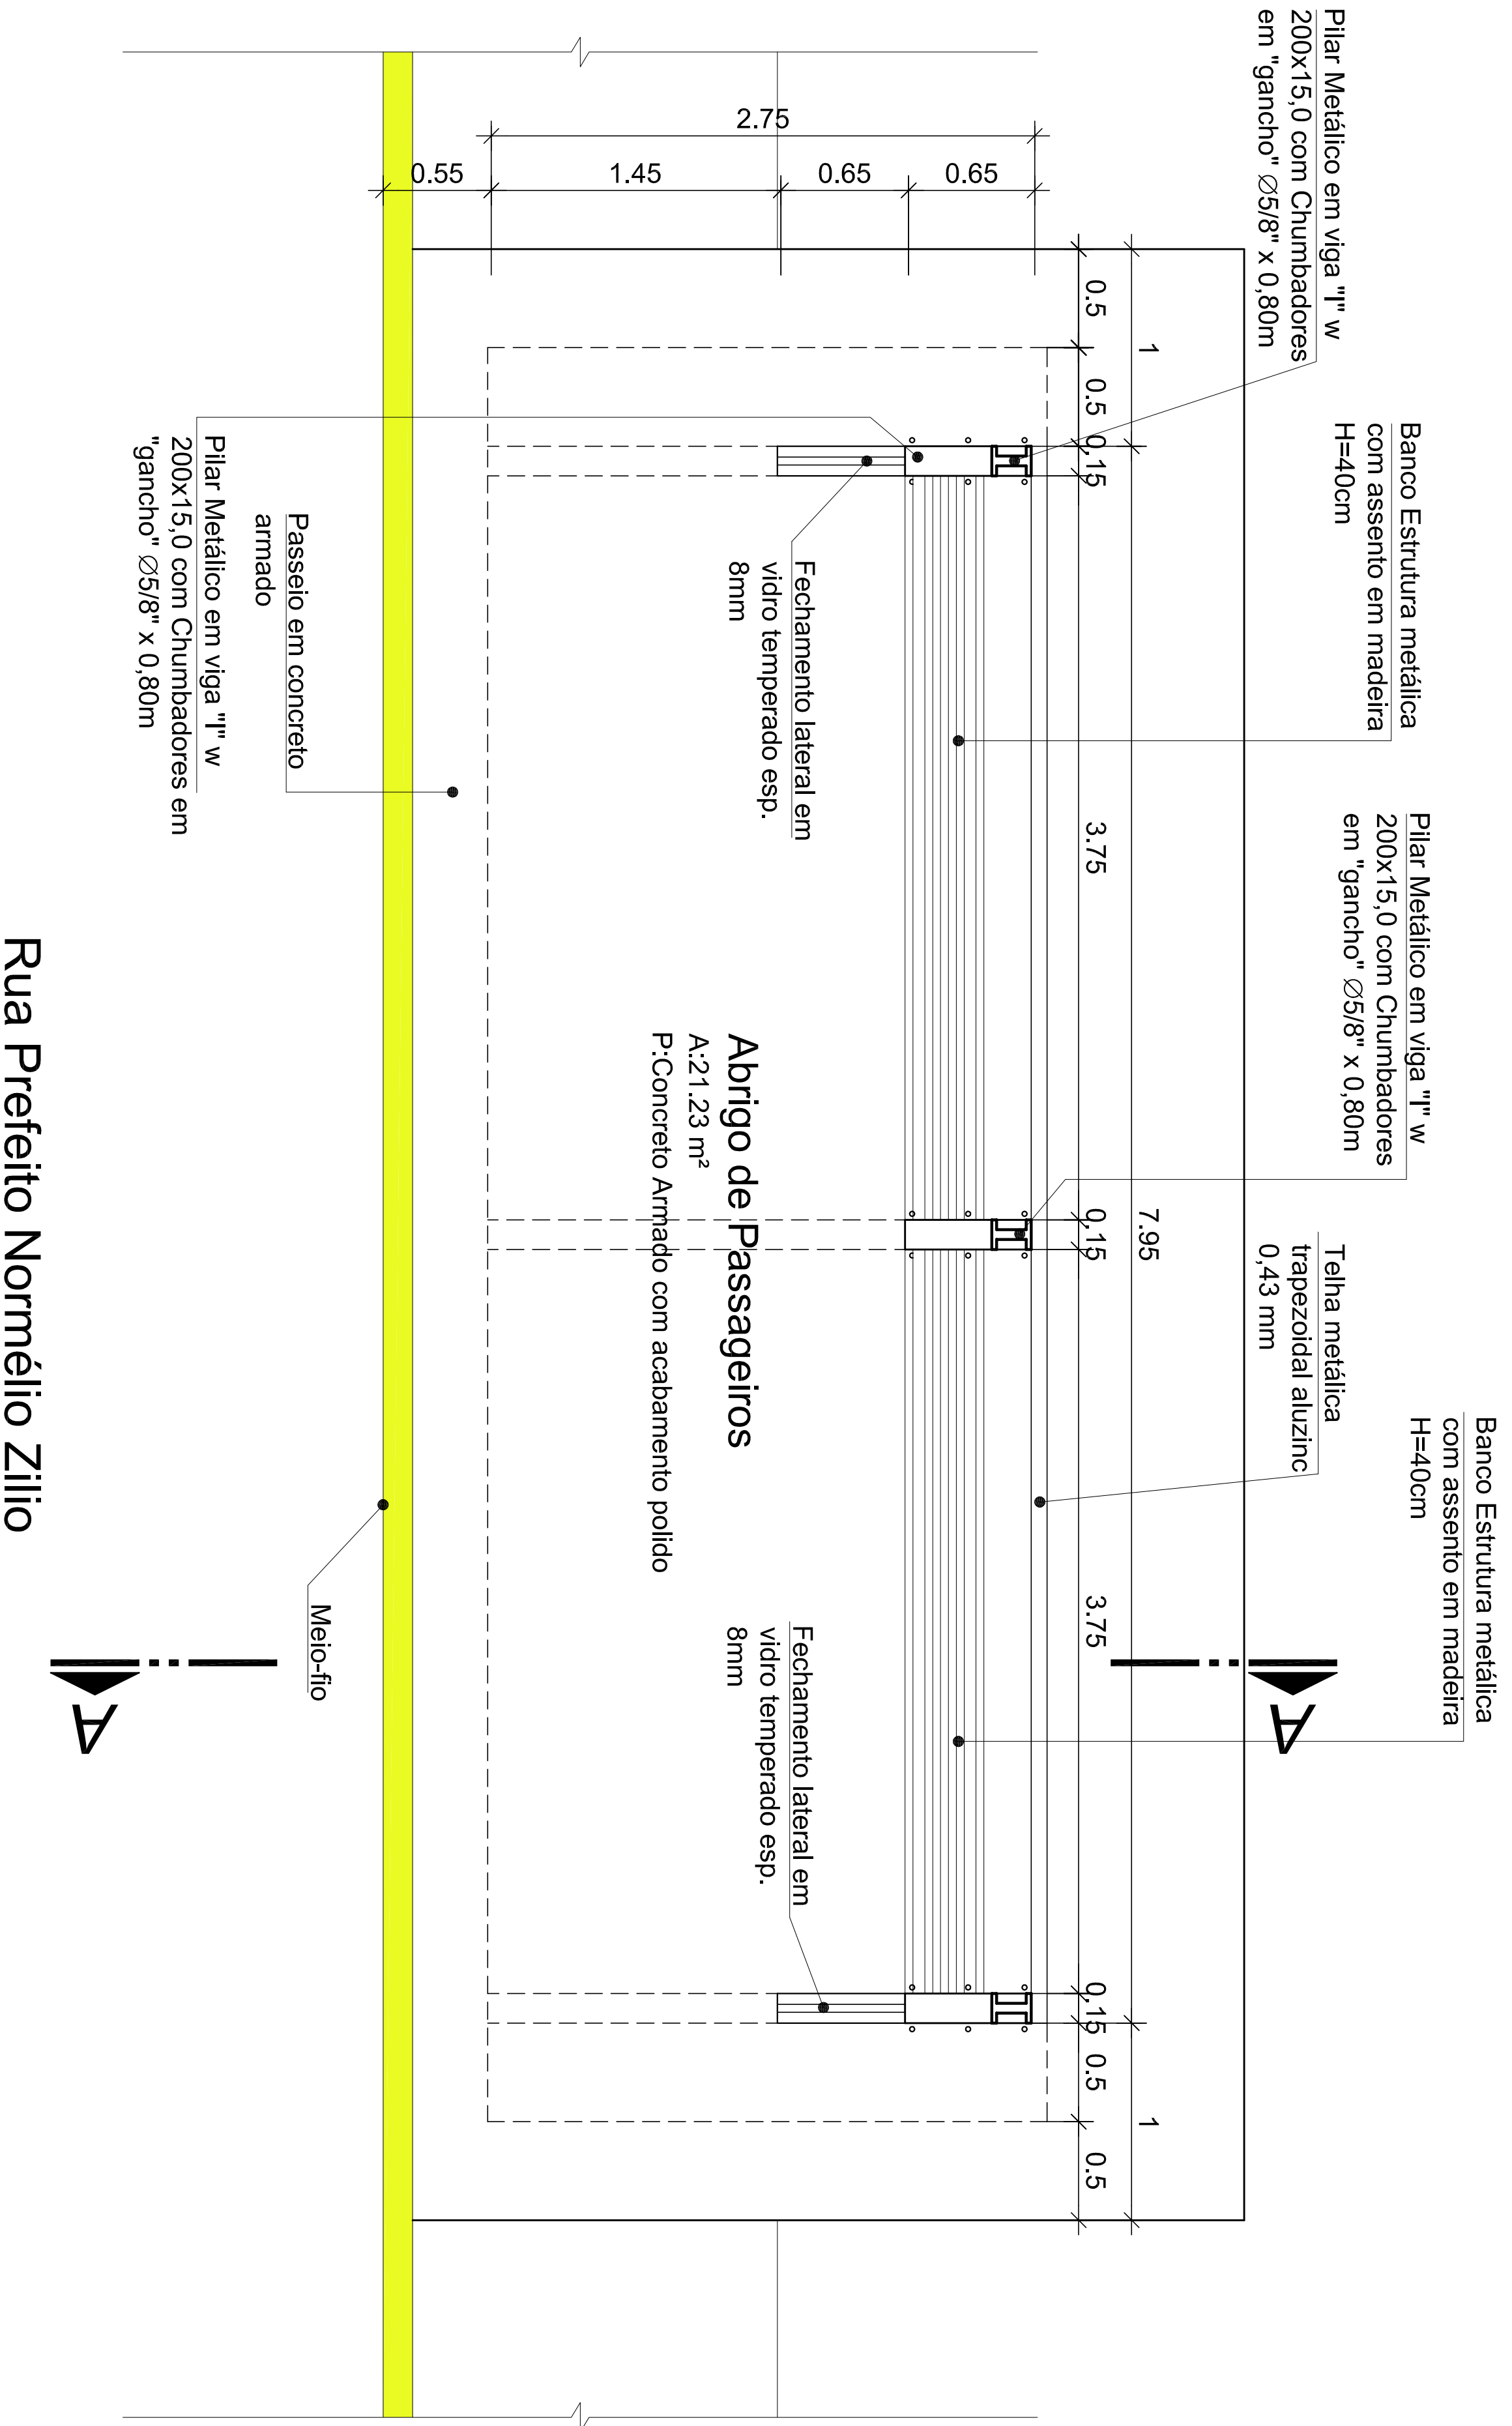 Pilar Metálico em viga "I" w
200x15,0 com Chumbadores
em "gancho" Ø5/8" x 0,80m
Banco Estrutura metálica
com assento em madeira
H=40cm
Pilar Metálico em viga "I" w
200x15,0 com Chumbadores
em "gancho" Ø5/8" x 0,80m
Telha metálica
trapezoidal aluzinc
0,43 mm
Banco Estrutura metálica
com assento em madeira
H=40cm
1
7.95
1
0.5
0.5
0,15
3.75
0,15
3.75
0,15
0.5
0.5
2.75
0.55
1.45
0.65
0.65
Fechamento lateral em
vidro temperado esp.
8mm
Abrigo de Passageiros
A:21.23 m²
P:Concreto Armado com acabamento polido
Fechamento lateral em
vidro temperado esp.
8mm
Passeio em concreto
armado
Pilar Metálico em viga "I" w
200x15,0 com Chumbadores em
"gancho" Ø5/8" x 0,80m
Meio-fio
A
A
Rua Prefeito Normélio Zilio